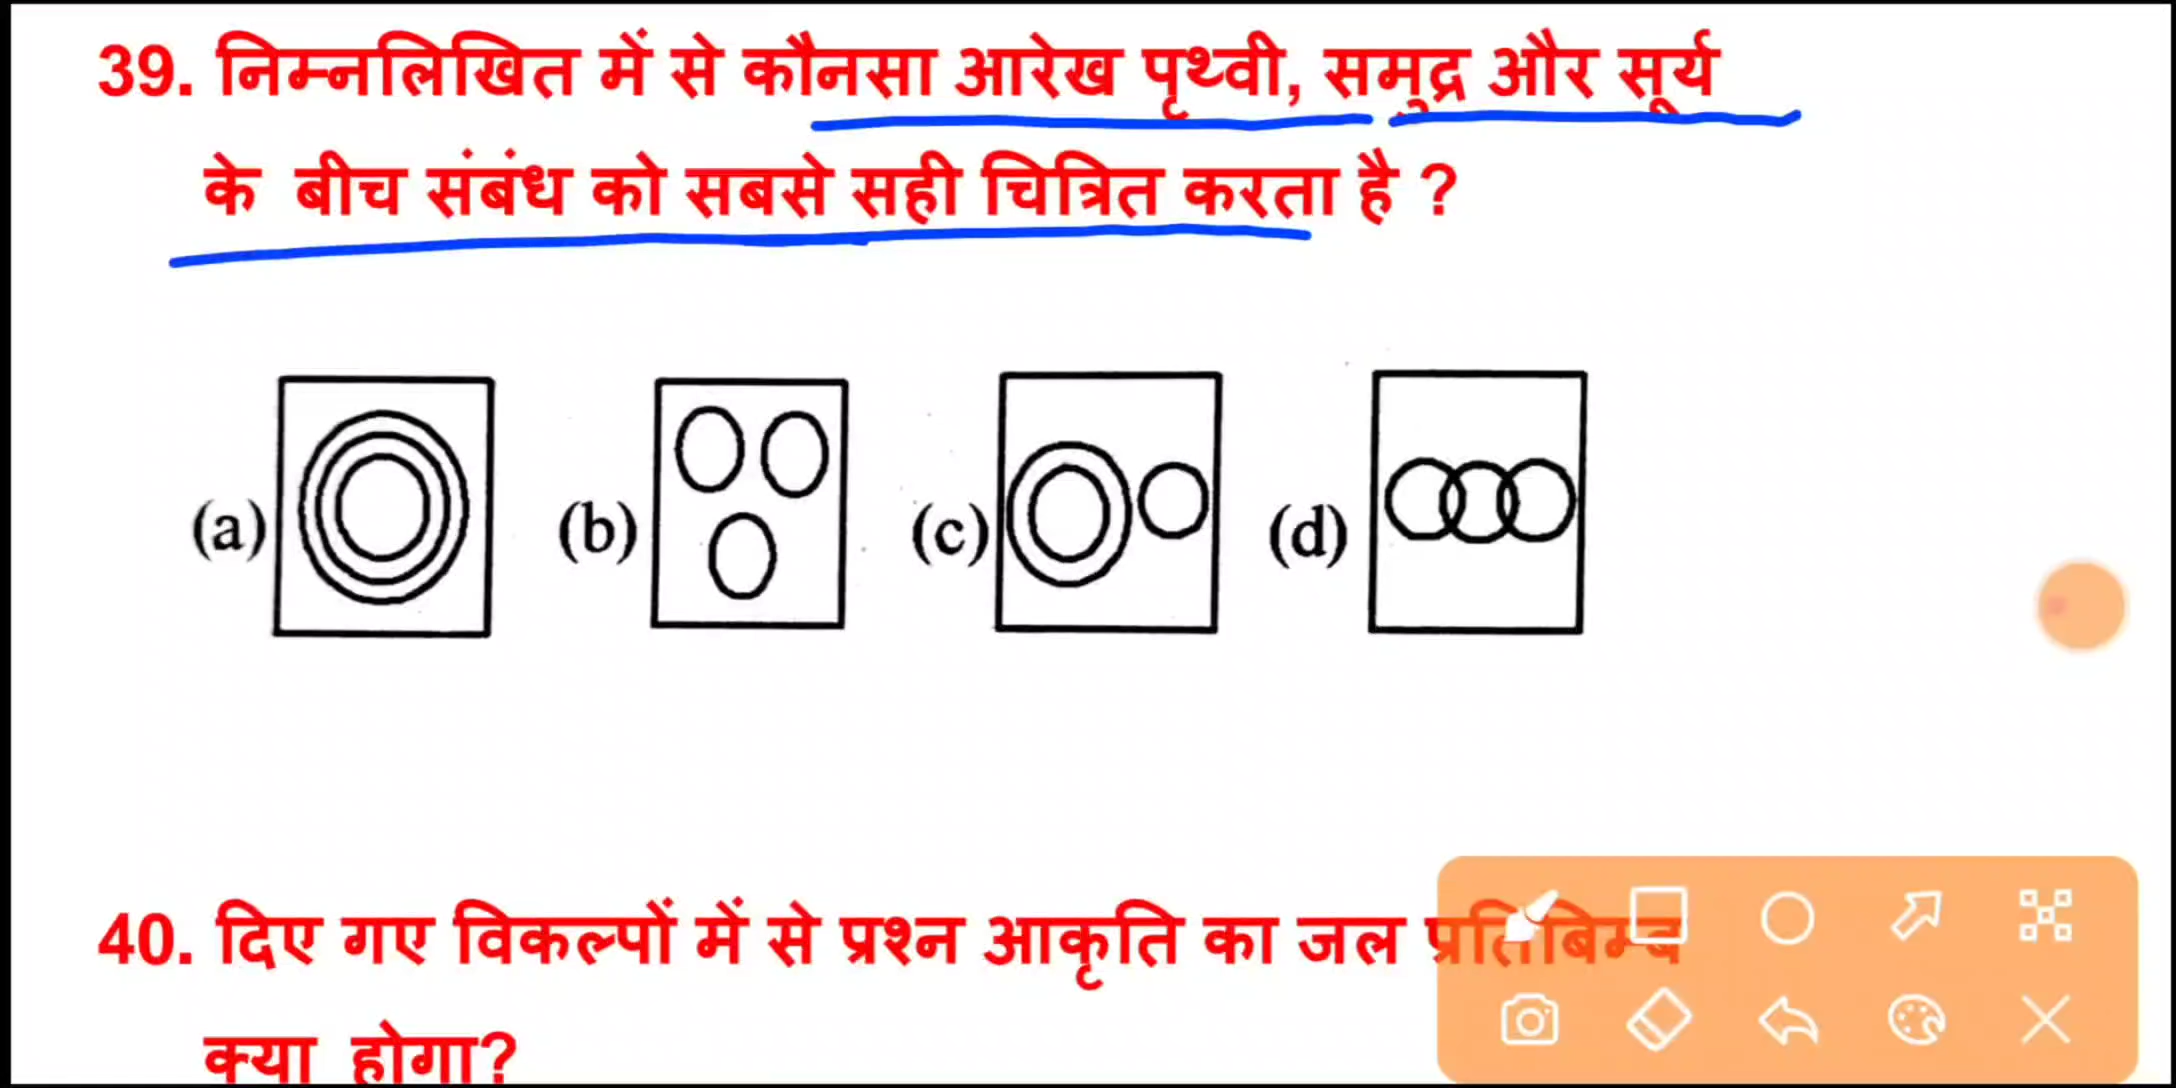 39. निम्नलिखित में से कौनसा आरेख पृथ्वी, समुद्र और सूर्य
के बीच संबंध को सबसे सही चित्रित करता है ?
(a) (b) (c) (d)
40. दिए गए विकल्पों में से प्रश्न आकृति का जल प्रतिबिम्ब
क्या होगा?